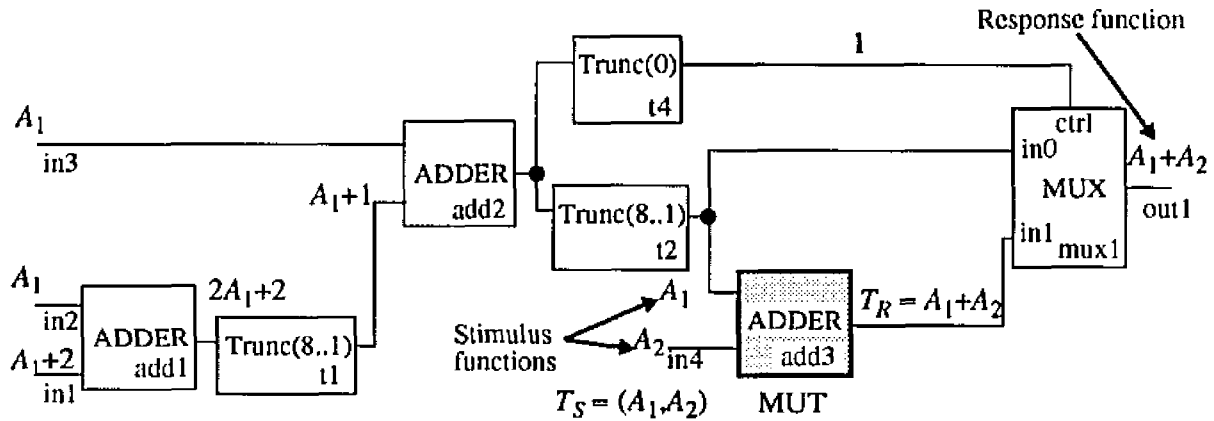 Response function
Trunc(0)
t4
1
A₁
in3
ADDER
add2
ctrl
in0
MUX
in1
mux1
A₁+A₂
out1
A₁+1
Trunc(8..1)
t2
A₁
in2
2A₁+2
ADDER
add1
A₁+2
in1
Trunc(8..1)
t1
Stimulus
functions
A₁
A₂
in4
ADDER
add3
T_R = A₁+A₂
T_S = (A₁,A₂)
MUT